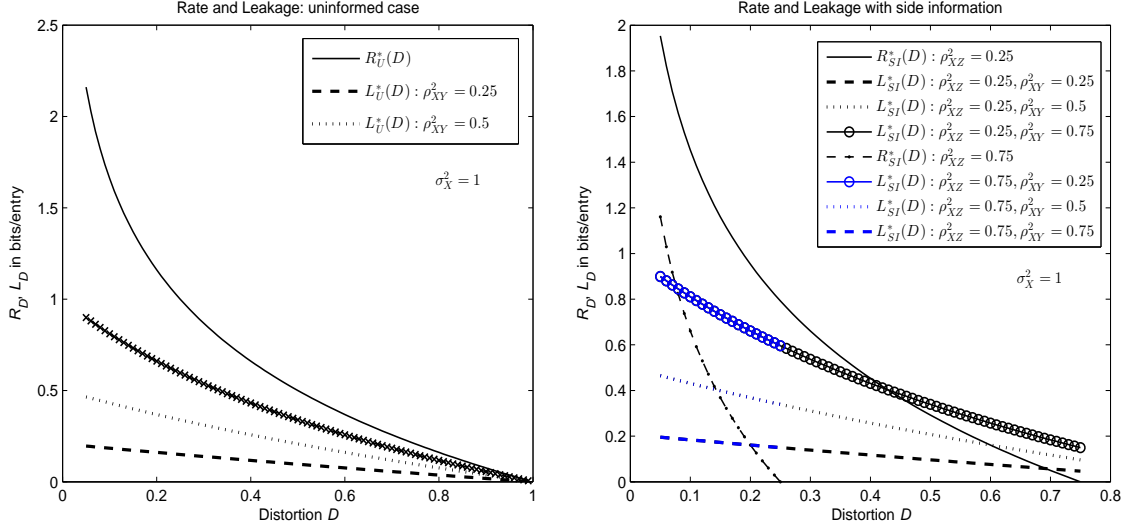 Rate and Leakage: uninformed case
2.5
2
1.5
1
0.5
0
0
0.2
0.4
0.6
0.8
1
R_D, L_D in bits/entry
Distortion D
R*_U(D)
L*_U(D) : ρ²_XY = 0.25
L*_U(D) : ρ²_XY = 0.5
σ²_X = 1
Rate and Leakage with side information
2
1.8
1.6
1.4
1.2
1
0.8
0.6
0.4
0.2
0
0
0.1
0.2
0.3
0.4
0.5
0.6
0.7
0.8
R_D, L_D in bits/entry
Distortion D
R*_SI(D) : ρ²_XZ = 0.25
L*_SI(D) : ρ²_XZ = 0.25, ρ²_XY = 0.25
L*_SI(D) : ρ²_XZ = 0.25, ρ²_XY = 0.5
L*_SI(D) : ρ²_XZ = 0.25, ρ²_XY = 0.75
R*_SI(D) : ρ²_XZ = 0.75
L*_SI(D) : ρ²_XZ = 0.75, ρ²_XY = 0.25
L*_SI(D) : ρ²_XZ = 0.75, ρ²_XY = 0.5
L*_SI(D) : ρ²_XZ = 0.75, ρ²_XY = 0.75
σ²_X = 1